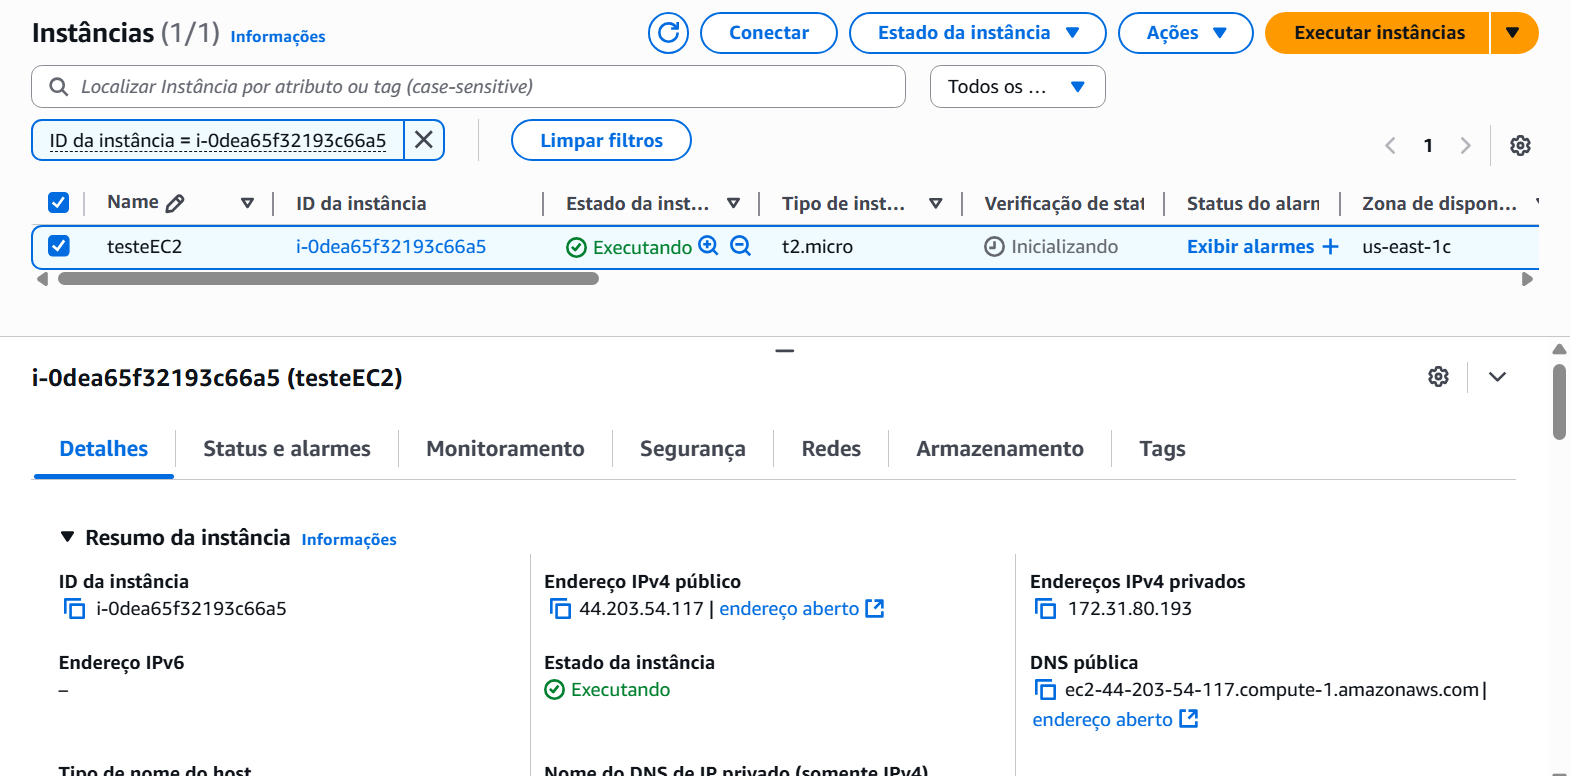 Instâncias (1/1) Informações Conectar Estado da instância Ações Executar instâncias
Localizar Instância por atributo ou tag (case-sensitive) Todos os ...
ID da instância = i-0dea65f32193c66a5 Limpar filtros 1
Name ID da instância Estado da inst... Tipo de inst... Verificação de stat Status do alarn Zona de dispon...
testeEC2 i-0dea65f32193c66a5 Executando t2.micro Inicializando Exibir alarmes + us-east-1c
i-0dea65f32193c66a5 (testeEC2)
Detalhes Status e alarmes Monitoramento Segurança Redes Armazenamento Tags
Resumo da instância Informações
ID da instância Endereço IPv4 público Endereços IPv4 privados
i-0dea65f32193c66a5 44.203.54.117 | endereço aberto 172.31.80.193
Endereço IPv6 Estado da instância DNS pública
– Executando ec2-44-203-54-117.compute-1.amazonaws.com |
endereço aberto
Tipo de nome do host Nome do DNS de IP privado (somente IPv4)